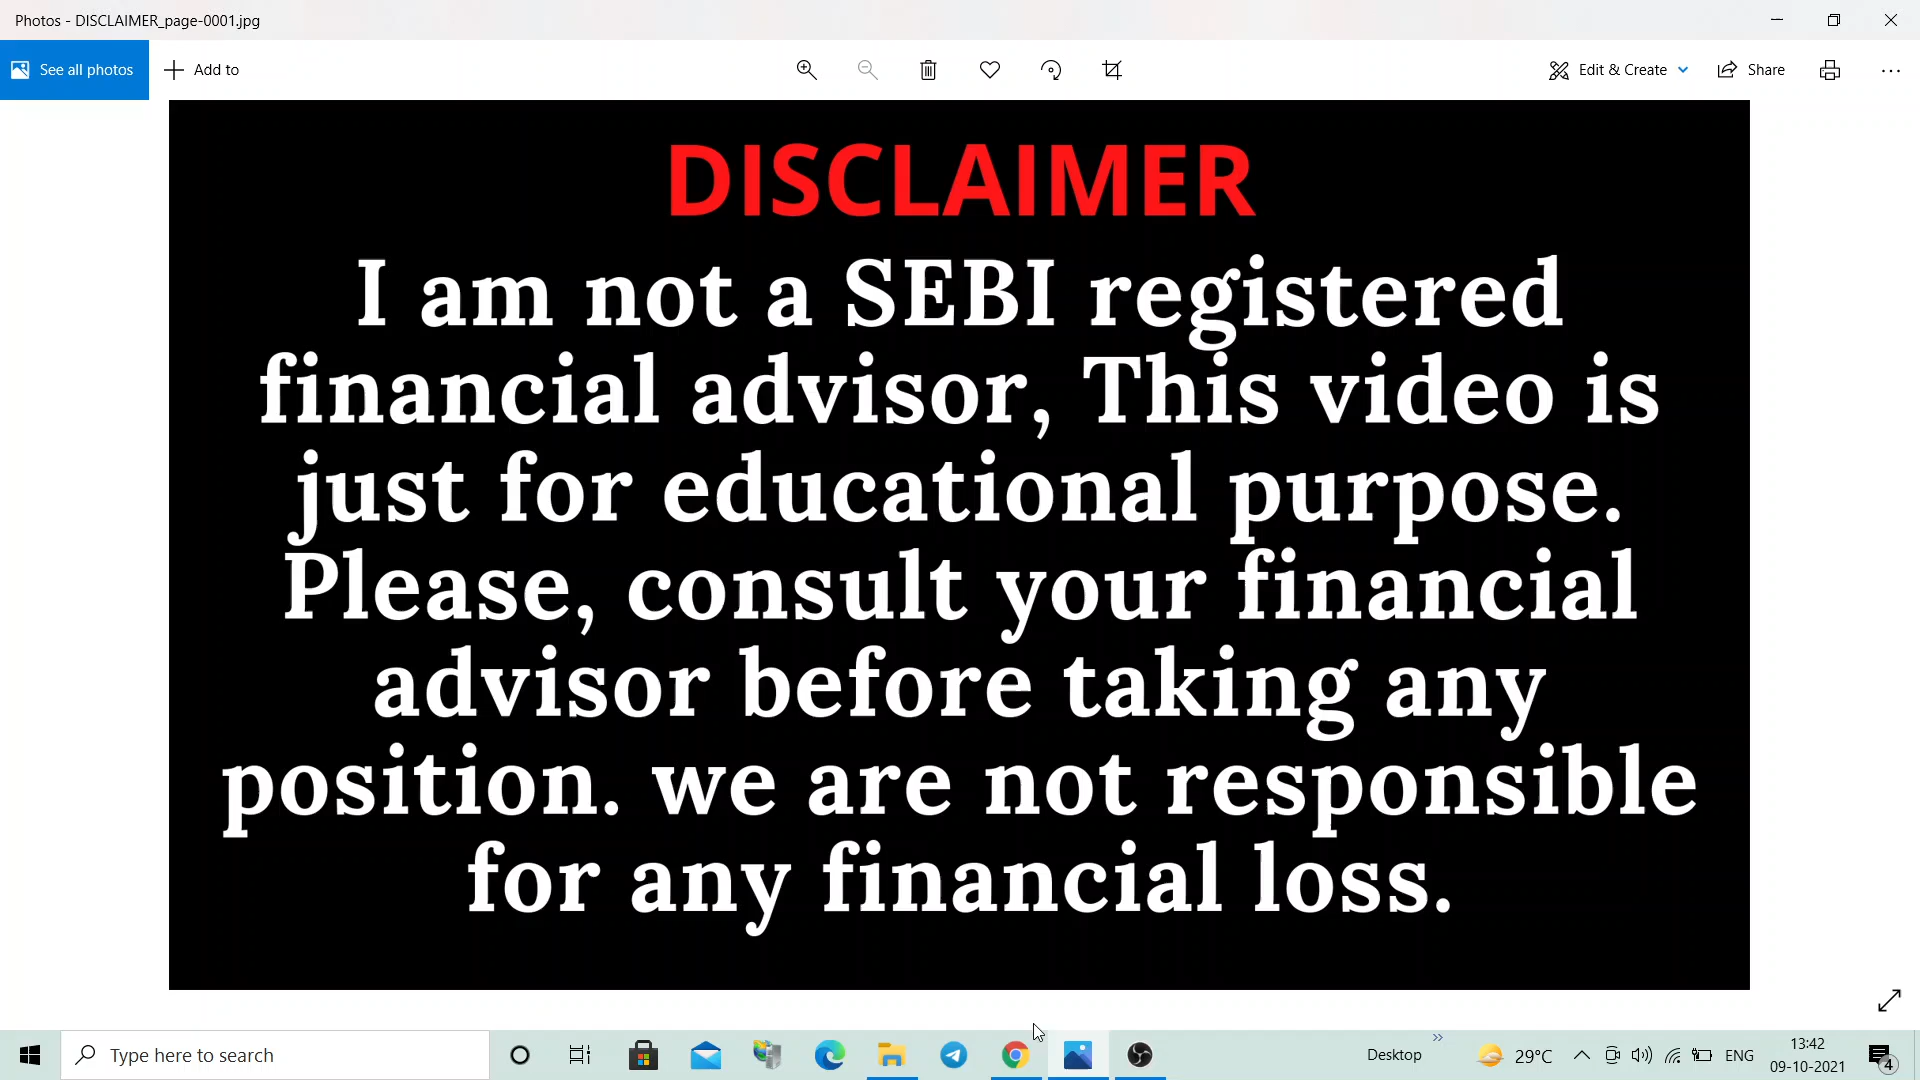 Photos - DISCLAIMER_page-0001.jpg
See all photos
Add to
Edit & Create
Share
DISCLAIMER
I am not a SEBI registered
financial advisor, This video is
just for educational purpose.
Please, consult your financial
advisor before taking any
position. we are not responsible
for any financial loss.
Type here to search
Desktop
29°C
ENG
13:42
09-10-2021
4